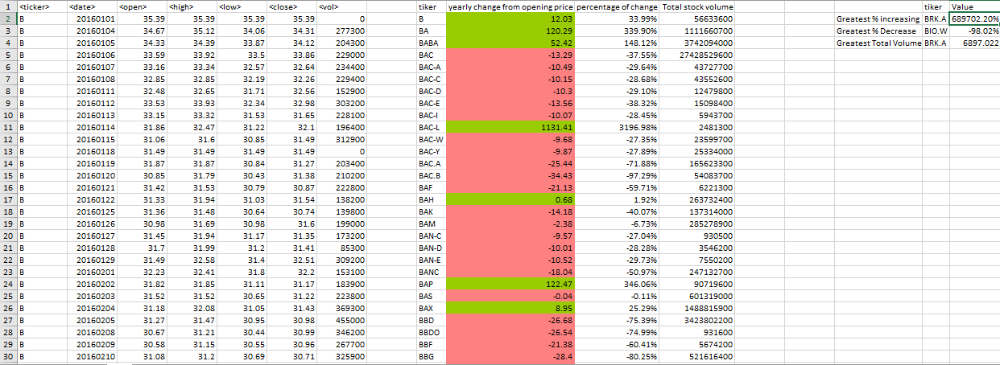 1 <ticker> <date> <open> <high> <low> <close> <vol> tiker yearly change from opening price percentage of change Total stock volume tiker Value
2 B 20160101 35.39 35.39 35.39 35.39 0 B 12.03 33.99% 56633600 Greatest % increasing BRK.A 689702.20%
3 B 20160104 34.67 35.12 34.06 34.31 277300 BA 120.29 339.90% 1111660700 Greatest % Decrease BIO.W -98.02%
4 B 20160105 34.33 34.39 33.87 34.12 204300 BABA 52.42 148.12% 3742094000 Greatest Total Volume BRK.A 6897.022
5 B 20160106 33.59 33.92 33.5 33.86 229000 BAC -13.29 -37.55% 27428529600
6 B 20160107 33.16 33.34 32.57 32.64 234400 BAC-A -10.49 -29.64% 43727700
7 B 20160108 32.85 32.85 32.19 32.26 229400 BAC-C -10.15 -28.68% 43552600
8 B 20160111 32.48 32.65 31.71 32.56 152900 BAC-D -10.3 -29.10% 12479800
9 B 20160112 33.53 33.93 32.34 32.98 303200 BAC-E -13.56 -38.32% 15098400
10 B 20160113 33.15 33.32 31.53 31.65 228100 BAC-I -10.07 -28.45% 5943700
11 B 20160114 31.86 32.47 31.22 32.1 196400 BAC-L 1131.41 3196.98% 2481300
12 B 20160115 31.06 31.6 30.85 31.49 312900 BAC-W -9.68 -27.35% 23599700
13 B 20160118 31.49 31.49 31.49 31.49 0 BAC-Y -9.87 -27.89% 25334000
14 B 20160119 31.87 31.87 30.84 31.27 203400 BAC.A -25.44 -71.88% 165623300
15 B 20160120 30.85 31.79 30.43 31.38 210200 BAC.B -34.43 -97.29% 54083700
16 B 20160121 31.42 31.53 30.79 30.87 222800 BAF -21.13 -59.71% 6221300
17 B 20160122 31.33 31.94 31.03 31.54 138200 BAH 0.68 1.92% 263732400
18 B 20160125 31.36 31.48 30.64 30.74 139800 BAK -14.18 -40.07% 137314000
19 B 20160126 30.98 31.69 30.98 31.6 199000 BAM -2.38 -6.73% 285278900
20 B 20160127 31.45 31.94 31.17 31.35 173200 BAN-C -9.57 -27.04% 930500
21 B 20160128 31.7 31.99 31.2 31.41 85300 BAN-D -10.01 -28.28% 3546200
22 B 20160129 31.49 32.58 31.4 32.51 309200 BAN-E -10.52 -29.73% 7550200
23 B 20160201 32.23 32.41 31.8 32.2 153100 BANC -18.04 -50.97% 247132700
24 B 20160202 31.82 31.85 31.11 31.17 183900 BAP 122.47 346.06% 90719600
25 B 20160203 31.52 31.52 30.65 31.22 223800 BAS -0.04 -0.11% 601319000
26 B 20160204 31.18 32.08 31.05 31.43 369300 BAX 8.95 25.29% 1488815900
27 B 20160205 31.27 31.47 30.95 30.98 455000 BBD -26.68 -75.39% 3423802200
28 B 20160208 30.67 31.21 30.44 30.99 346200 BBDO -26.54 -74.99% 931600
29 B 20160209 30.58 31.15 30.55 30.96 267700 BBF -21.38 -60.41% 5674200
30 B 20160210 31.08 31.2 30.69 30.71 325900 BBG -28.4 -80.25% 521616400